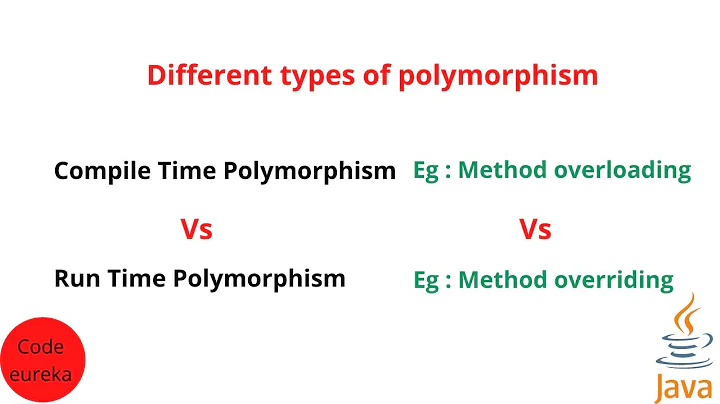 Different types of polymorphism
Compile Time Polymorphism Eg : Method overloading
Vs Vs
Run Time Polymorphism Eg : Method overriding
Code
eureka
Java